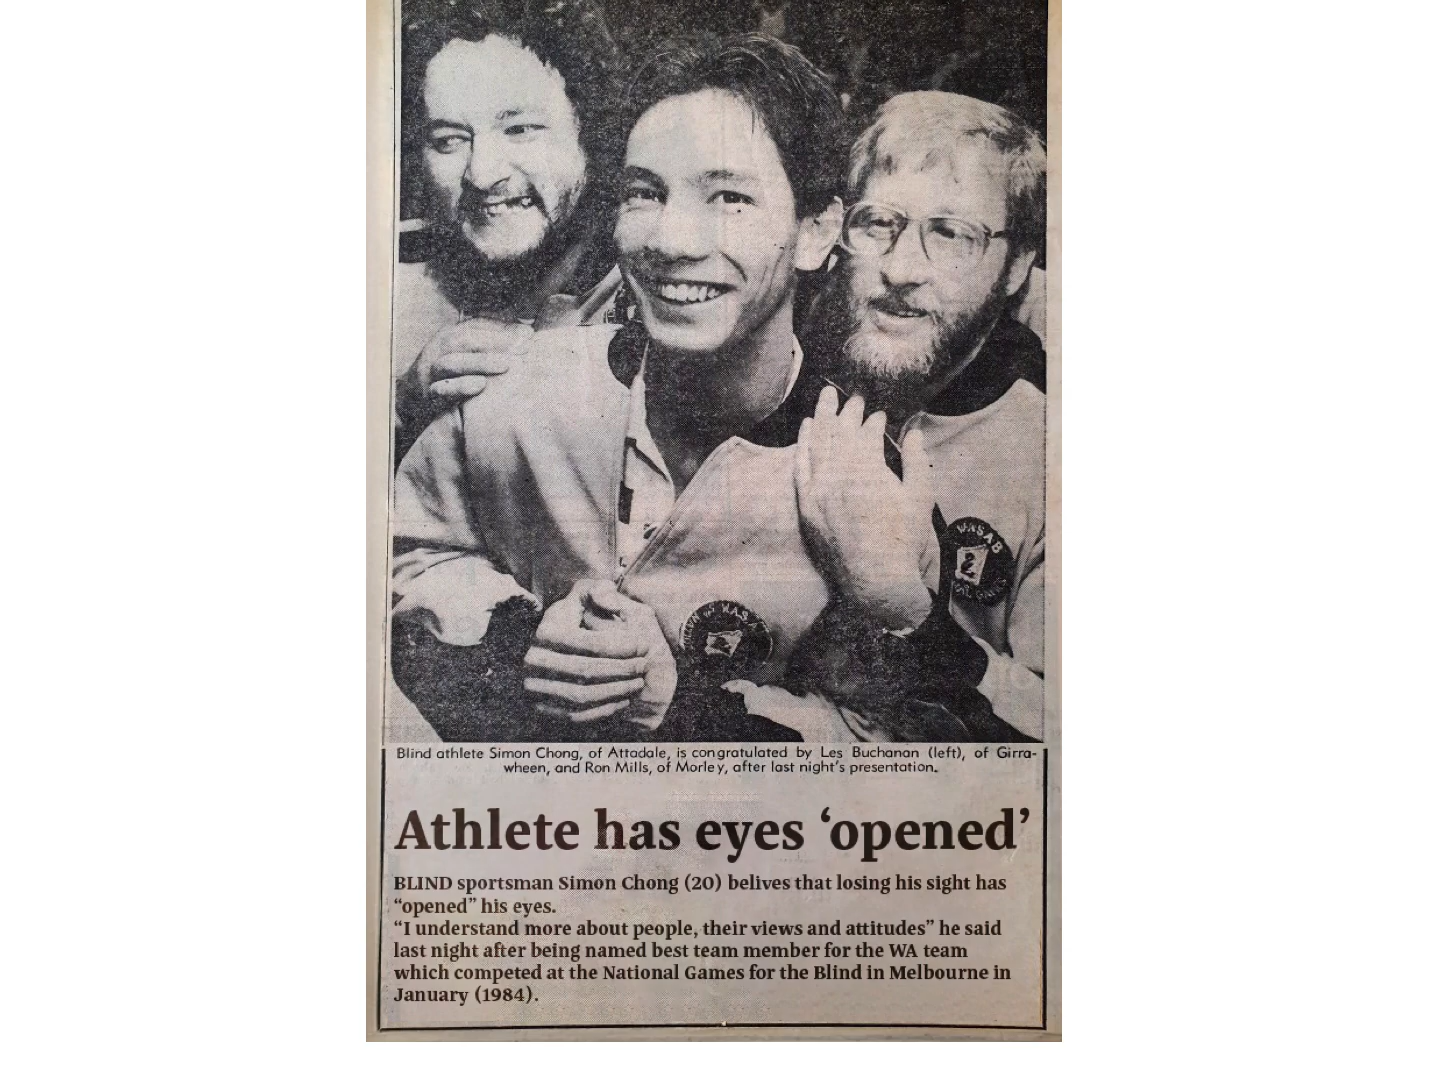 WASAB
Blind athlete Simon Chong, of Attadale, is congratulated by Les Buchanan (left), of Girra-
wheen, and Ron Mills, of Morley, after last night's presentation.
Athlete has eyes ‘opened’
BLIND sportsman Simon Chong (20) belives that losing his sight has
“opened” his eyes.
“I understand more about people, their views and attitudes” he said
last night after being named best team member for the WA team
which competed at the National Games for the Blind in Melbourne in
January (1984).